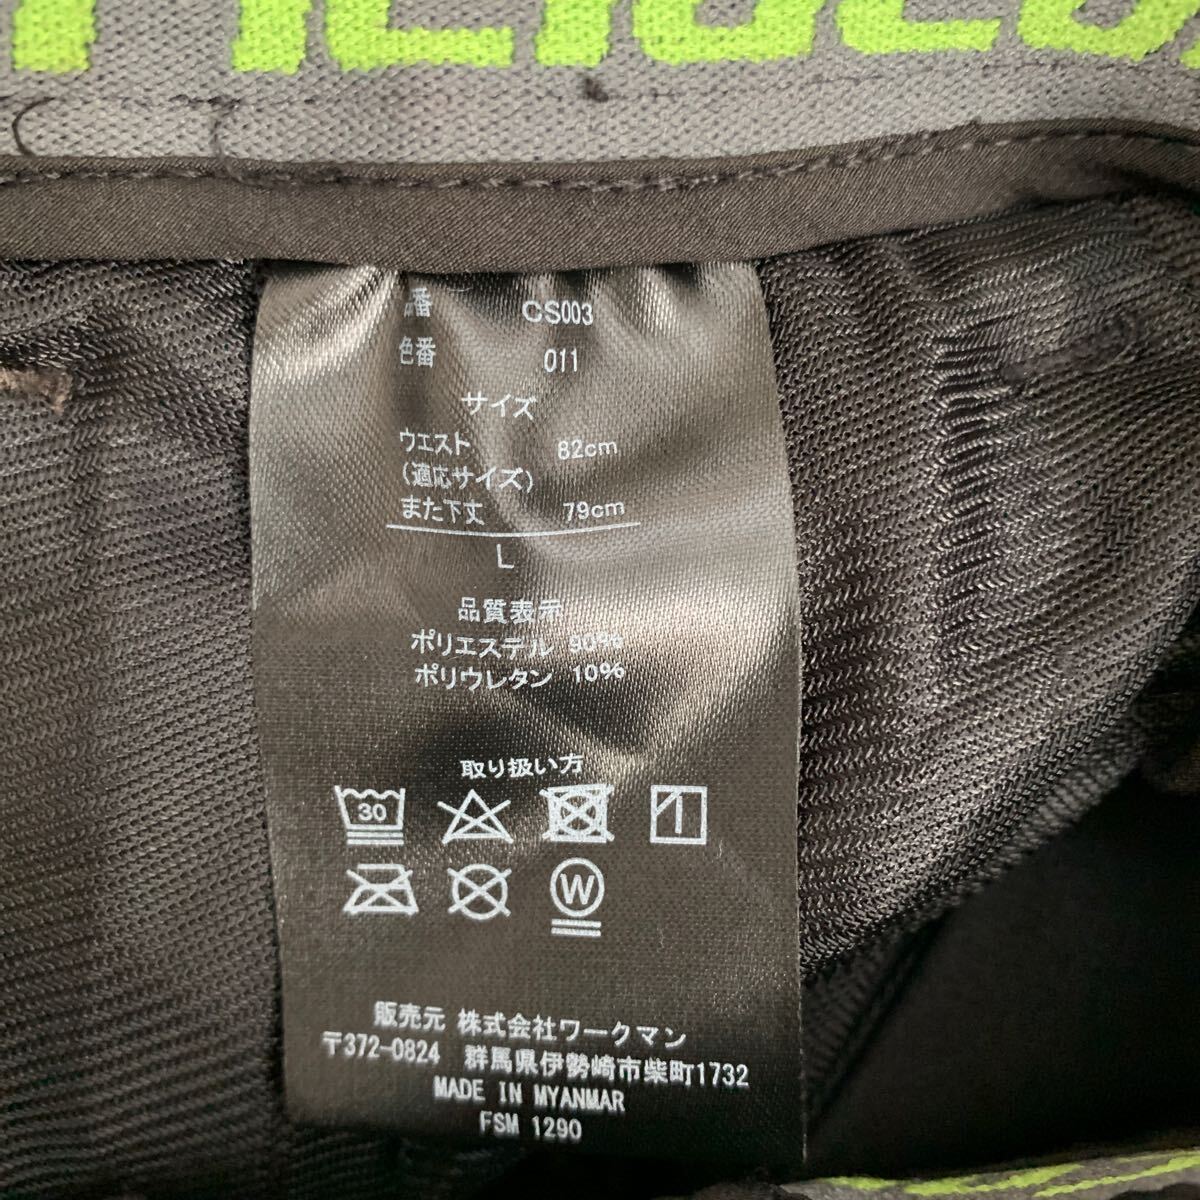 品番 CS003
色番 011
サイズ
ウエスト 82cm
(適応サイズ)
また下丈 79cm
L
品質表示
ポリエステル 90%
ポリウレタン 10%
取り扱い方
30
W
販売元 株式会社ワークマン
〒372-0824 群馬県伊勢崎市柴町1732
MADE IN MYANMAR
FSM 1290